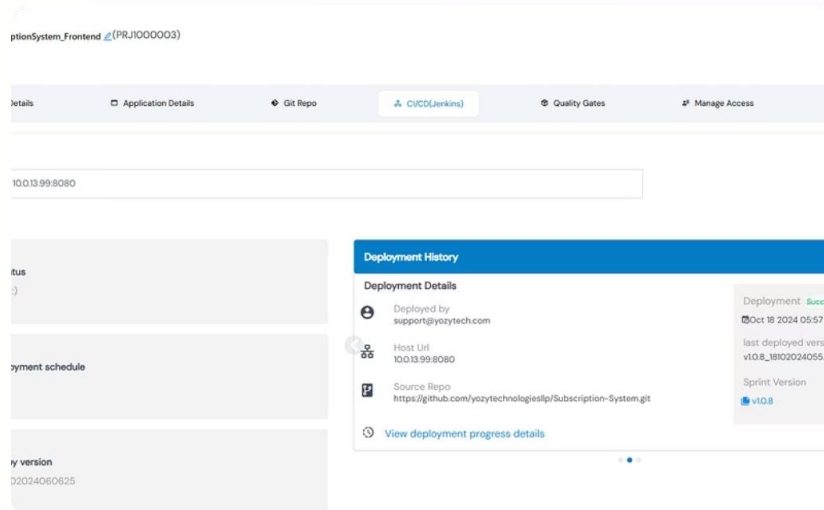 ptionSystem_Frontend (PRJ1000003)
Details Application Details Git Repo CI/CD(Jenkins) Quality Gates Manage Access
10.0.13.99:8080
Deployment History
Deployment Details
Deployed by
support@yozytech.com
Host Url
10.0.13.99:8080
Source Repo
https://github.com/yozytechnologiesllp/Subscription-System.git
View deployment progress details
Deployment Succ
Oct 18 2024 05:57
last deployed vers
v1.0.8_18102024055.
Sprint Version
v1.0.8
atus
:)
oyment schedule
y version
02024060625